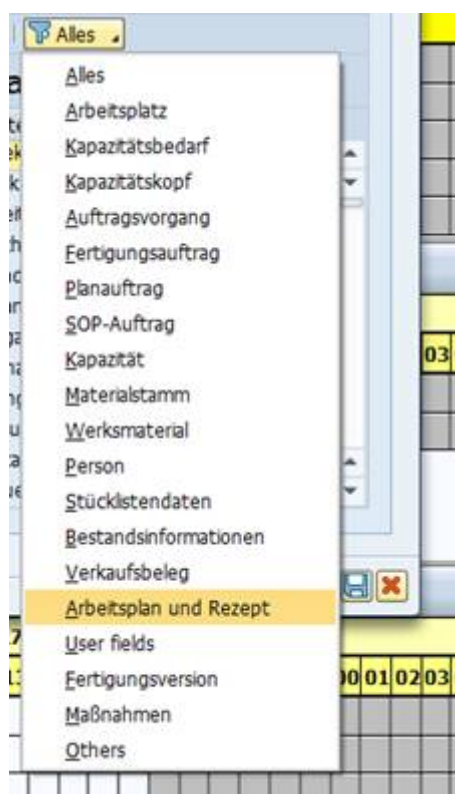 Alles
Alles
Arbeitsplatz
Kapazitätsbedarf
Kapazitätskopf
Auftragsvorgang
Fertigungsauftrag
Planauftrag
SOP-Auftrag
Kapazität
03
Materialstamm
Werksmaterial
Person
Stücklistendaten
Bestandsinformationen
Verkaufsbeleg
Arbeitsplan und Rezept
User fields
Fertigungsversion
00 01 02 03
Maßnahmen
Others